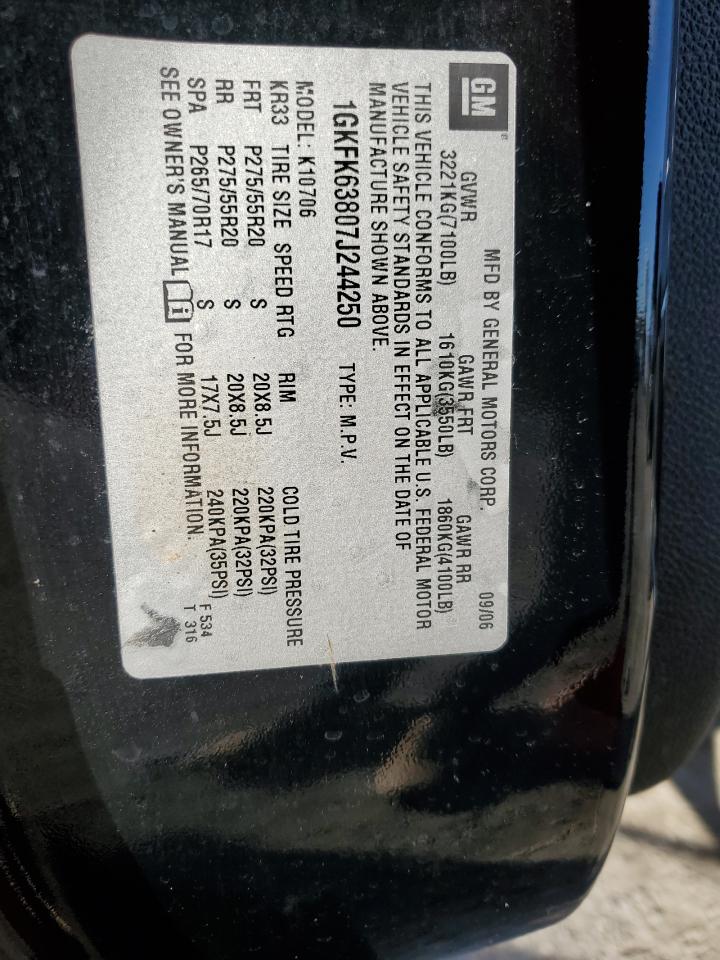 GM
MFD BY GENERAL MOTORS CORP. 09/06
GVWR GAWR FRT GAWR RR
3221KG(7100LB) 1610KG(3550LB) 1860KG(4100LB)
THIS VEHICLE CONFORMS TO ALL APPLICABLE U.S. FEDERAL MOTOR
VEHICLE SAFETY STANDARDS IN EFFECT ON THE DATE OF
MANUFACTURE SHOWN ABOVE.
1GKFK63807J244250 TYPE: M.P.V.
MODEL: K10706
KR33 TIRE SIZE SPEED RTG RIM COLD TIRE PRESSURE
FRT P275/55R20 S 20X8.5J 220KPA(32PSI)
RR P275/55R20 S 20X8.5J 220KPA(32PSI)
SPA P265/70R17 S 17X7.5J 240KPA(35PSI)
SEE OWNER'S MANUAL FOR MORE INFORMATION.
F 534
T 316